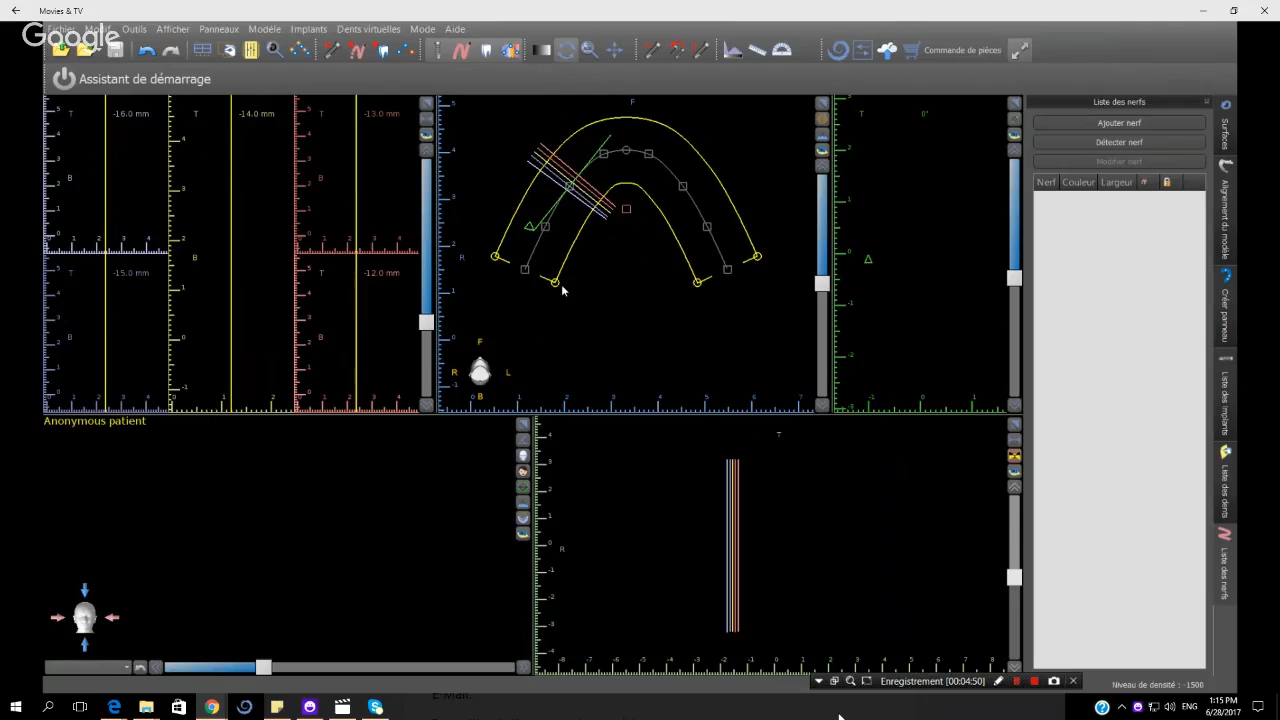 Movies & TV
Fichier Modif Outils Afficher Panneaux Modèle Implants Dents virtuelles Mode Aide
Google
Commande de pièces
Assistant de démarrage
T -16.0 mm T -14.0 mm T -13.0 mm
B B
B
T -15.0 mm T -12.0 mm
B B
F
R
F
R L
B
T 0°
Liste des nerfs
Ajouter nerf
Détecter nerf
Modifier nerf
Nerf Couleur Largeur
Surfaces
Alignement du modèle
Créer panneau
Liste des implants
Liste des dents
Liste des nerfs
Anonymous patient
T
R
Enregistrement [00:04:50]
Niveau de densité : -1500
E-Mail:
ENG
1:15 PM
6/28/2017